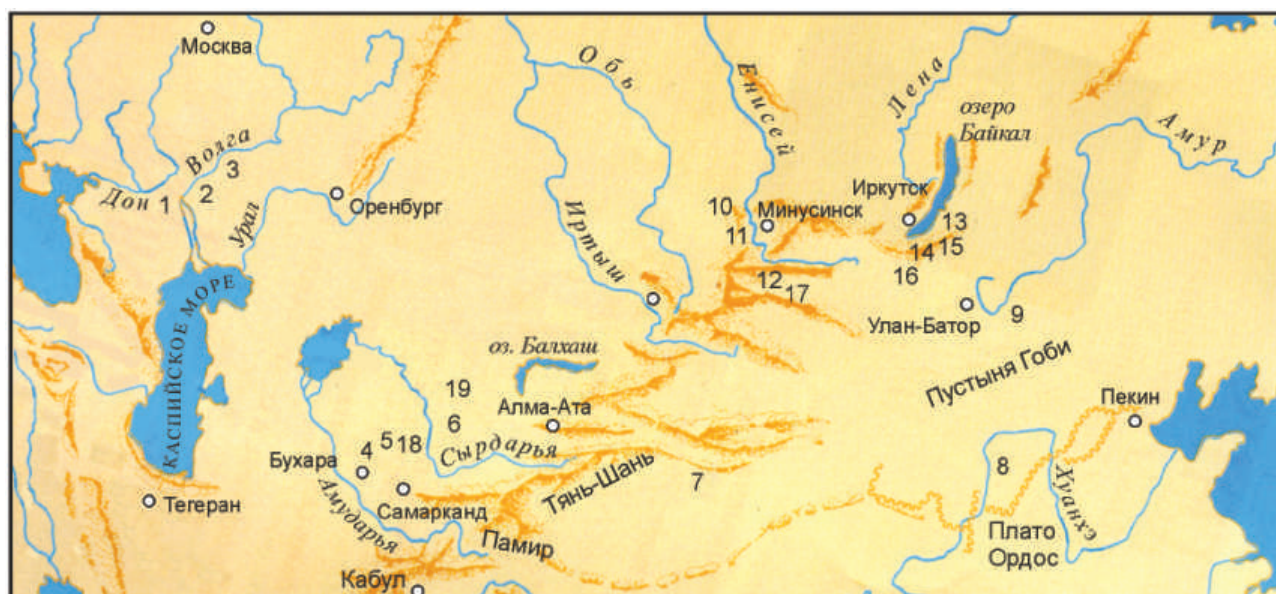 Москва
Обь
Енисей
Лена
озеро
Байкал
Амур
Волга
3
2
Дон
1
Урал
Оренбург
Иртыш
10
Минусинск
11
Иркутск
13
14
15
16
12
17
Улан-Батор
9
КАСПИЙСКОЕ МОРЕ
оз. Балхаш
Пустыня Гоби
19
Алма-Ата
Пекин
6
5
18
4
Сырдарья
Бухара
Тянь-Шань
7
8
Хуанхэ
Тегеран
Амударья
Самарканд
Памир
Плато
Ордос
Кабул